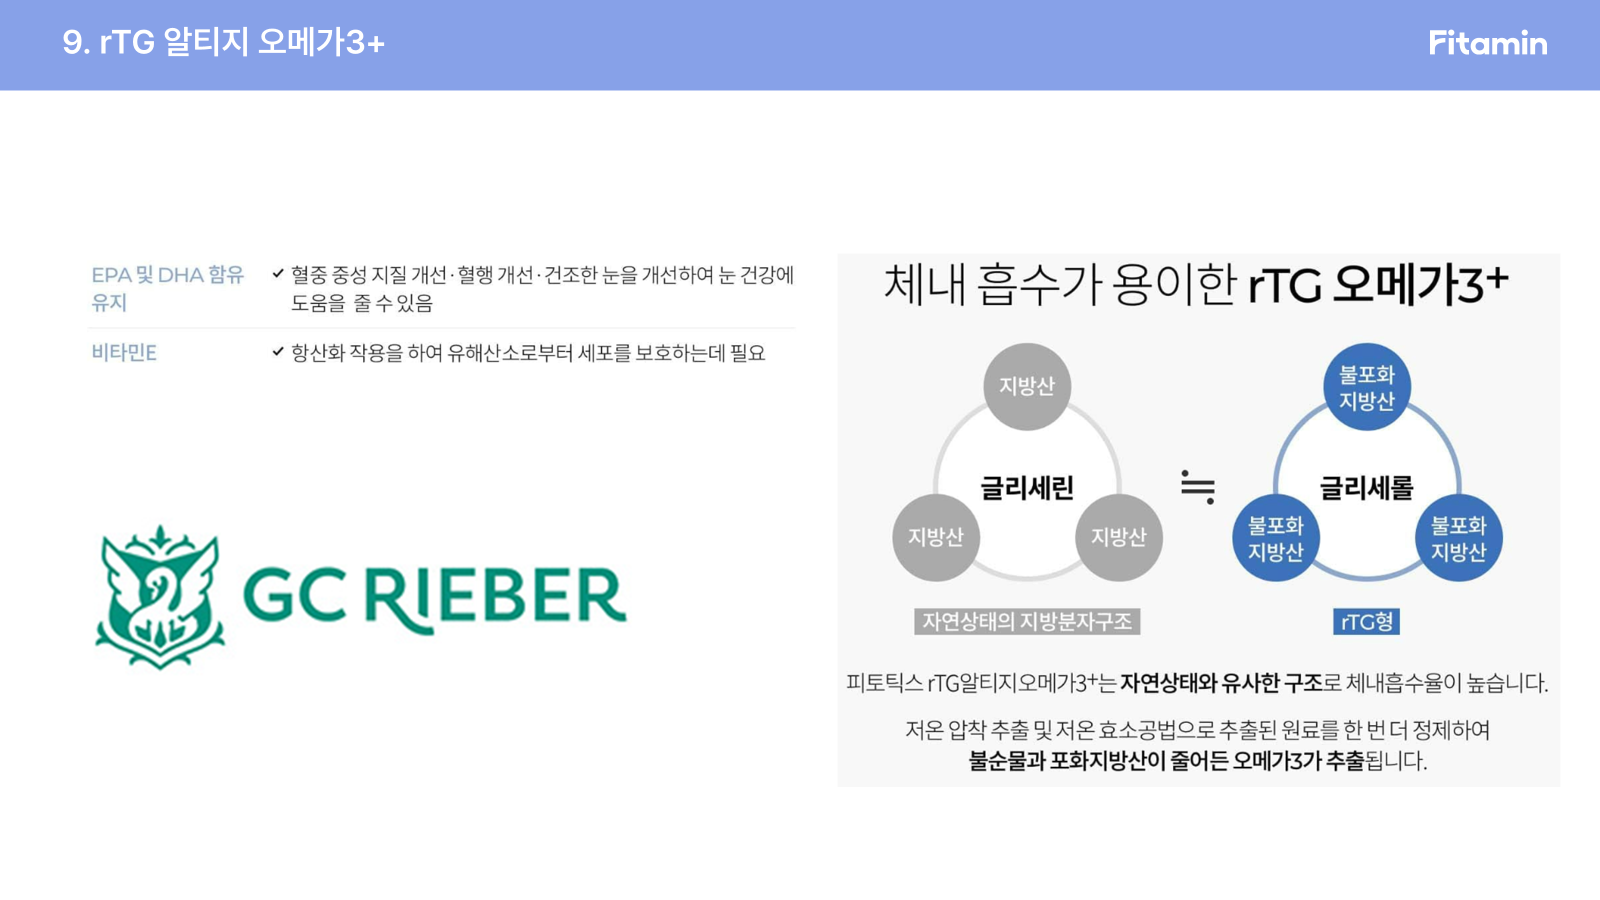 9. rTG 알티지 오메가3+
Fitamin
EPA 및 DHA 함유
유지
✓ 혈중 중성 지질 개선·혈행 개선·건조한 눈을 개선하여 눈 건강에
도움을 줄 수 있음
비타민E
✓ 항산화 작용을 하여 유해산소로부터 세포를 보호하는데 필요
GC RIEBER
체내 흡수가 용이한 rTG 오메가3+
지방산
글리세린
지방산
지방산
자연상태의 지방분자구조
≒
불포화
지방산
글리세롤
불포화
지방산
불포화
지방산
rTG형
피토틱스 rTG알티지오메가3+는 자연상태와 유사한 구조로 체내흡수율이 높습니다.
저온 압착 추출 및 저온 효소공법으로 추출된 원료를 한 번 더 정제하여
불순물과 포화지방산이 줄어든 오메가3가 추출됩니다.